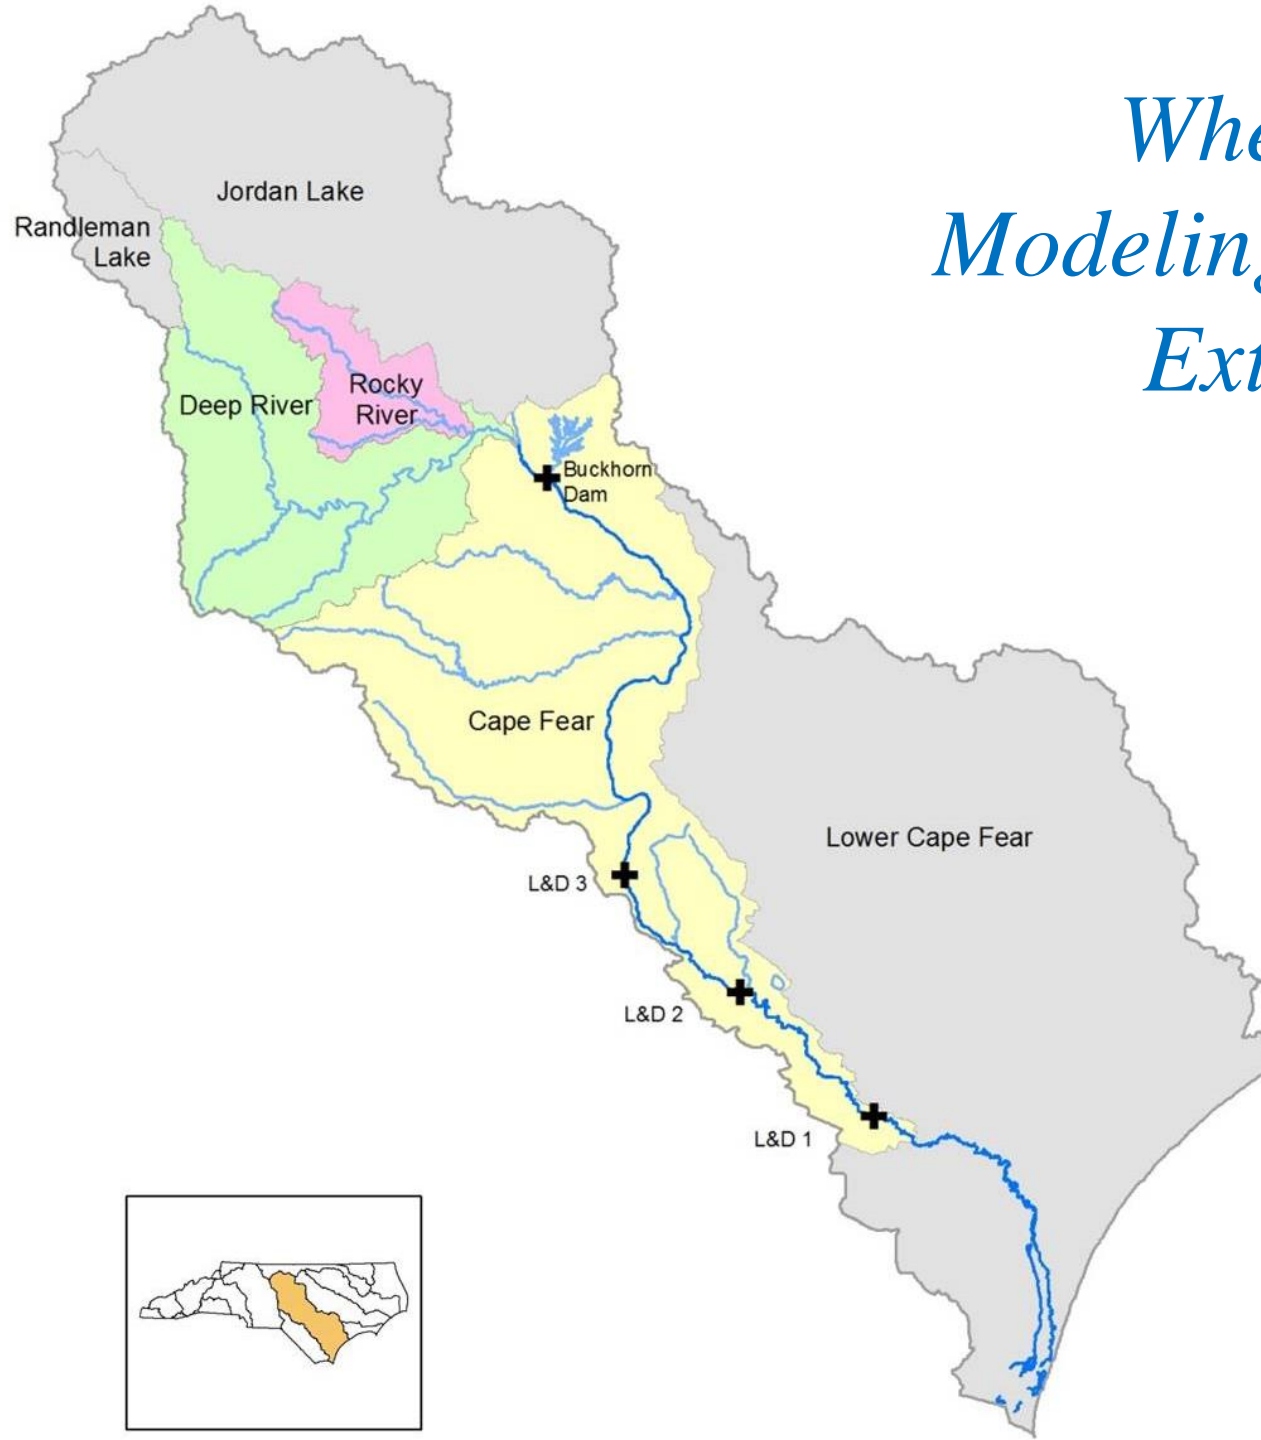 Whe
Modeling
Ext
Jordan Lake
Randleman
Lake
Rocky
River
Deep River
Buckhorn
Dam
Cape Fear
Lower Cape Fear
L&D 3
L&D 2
L&D 1